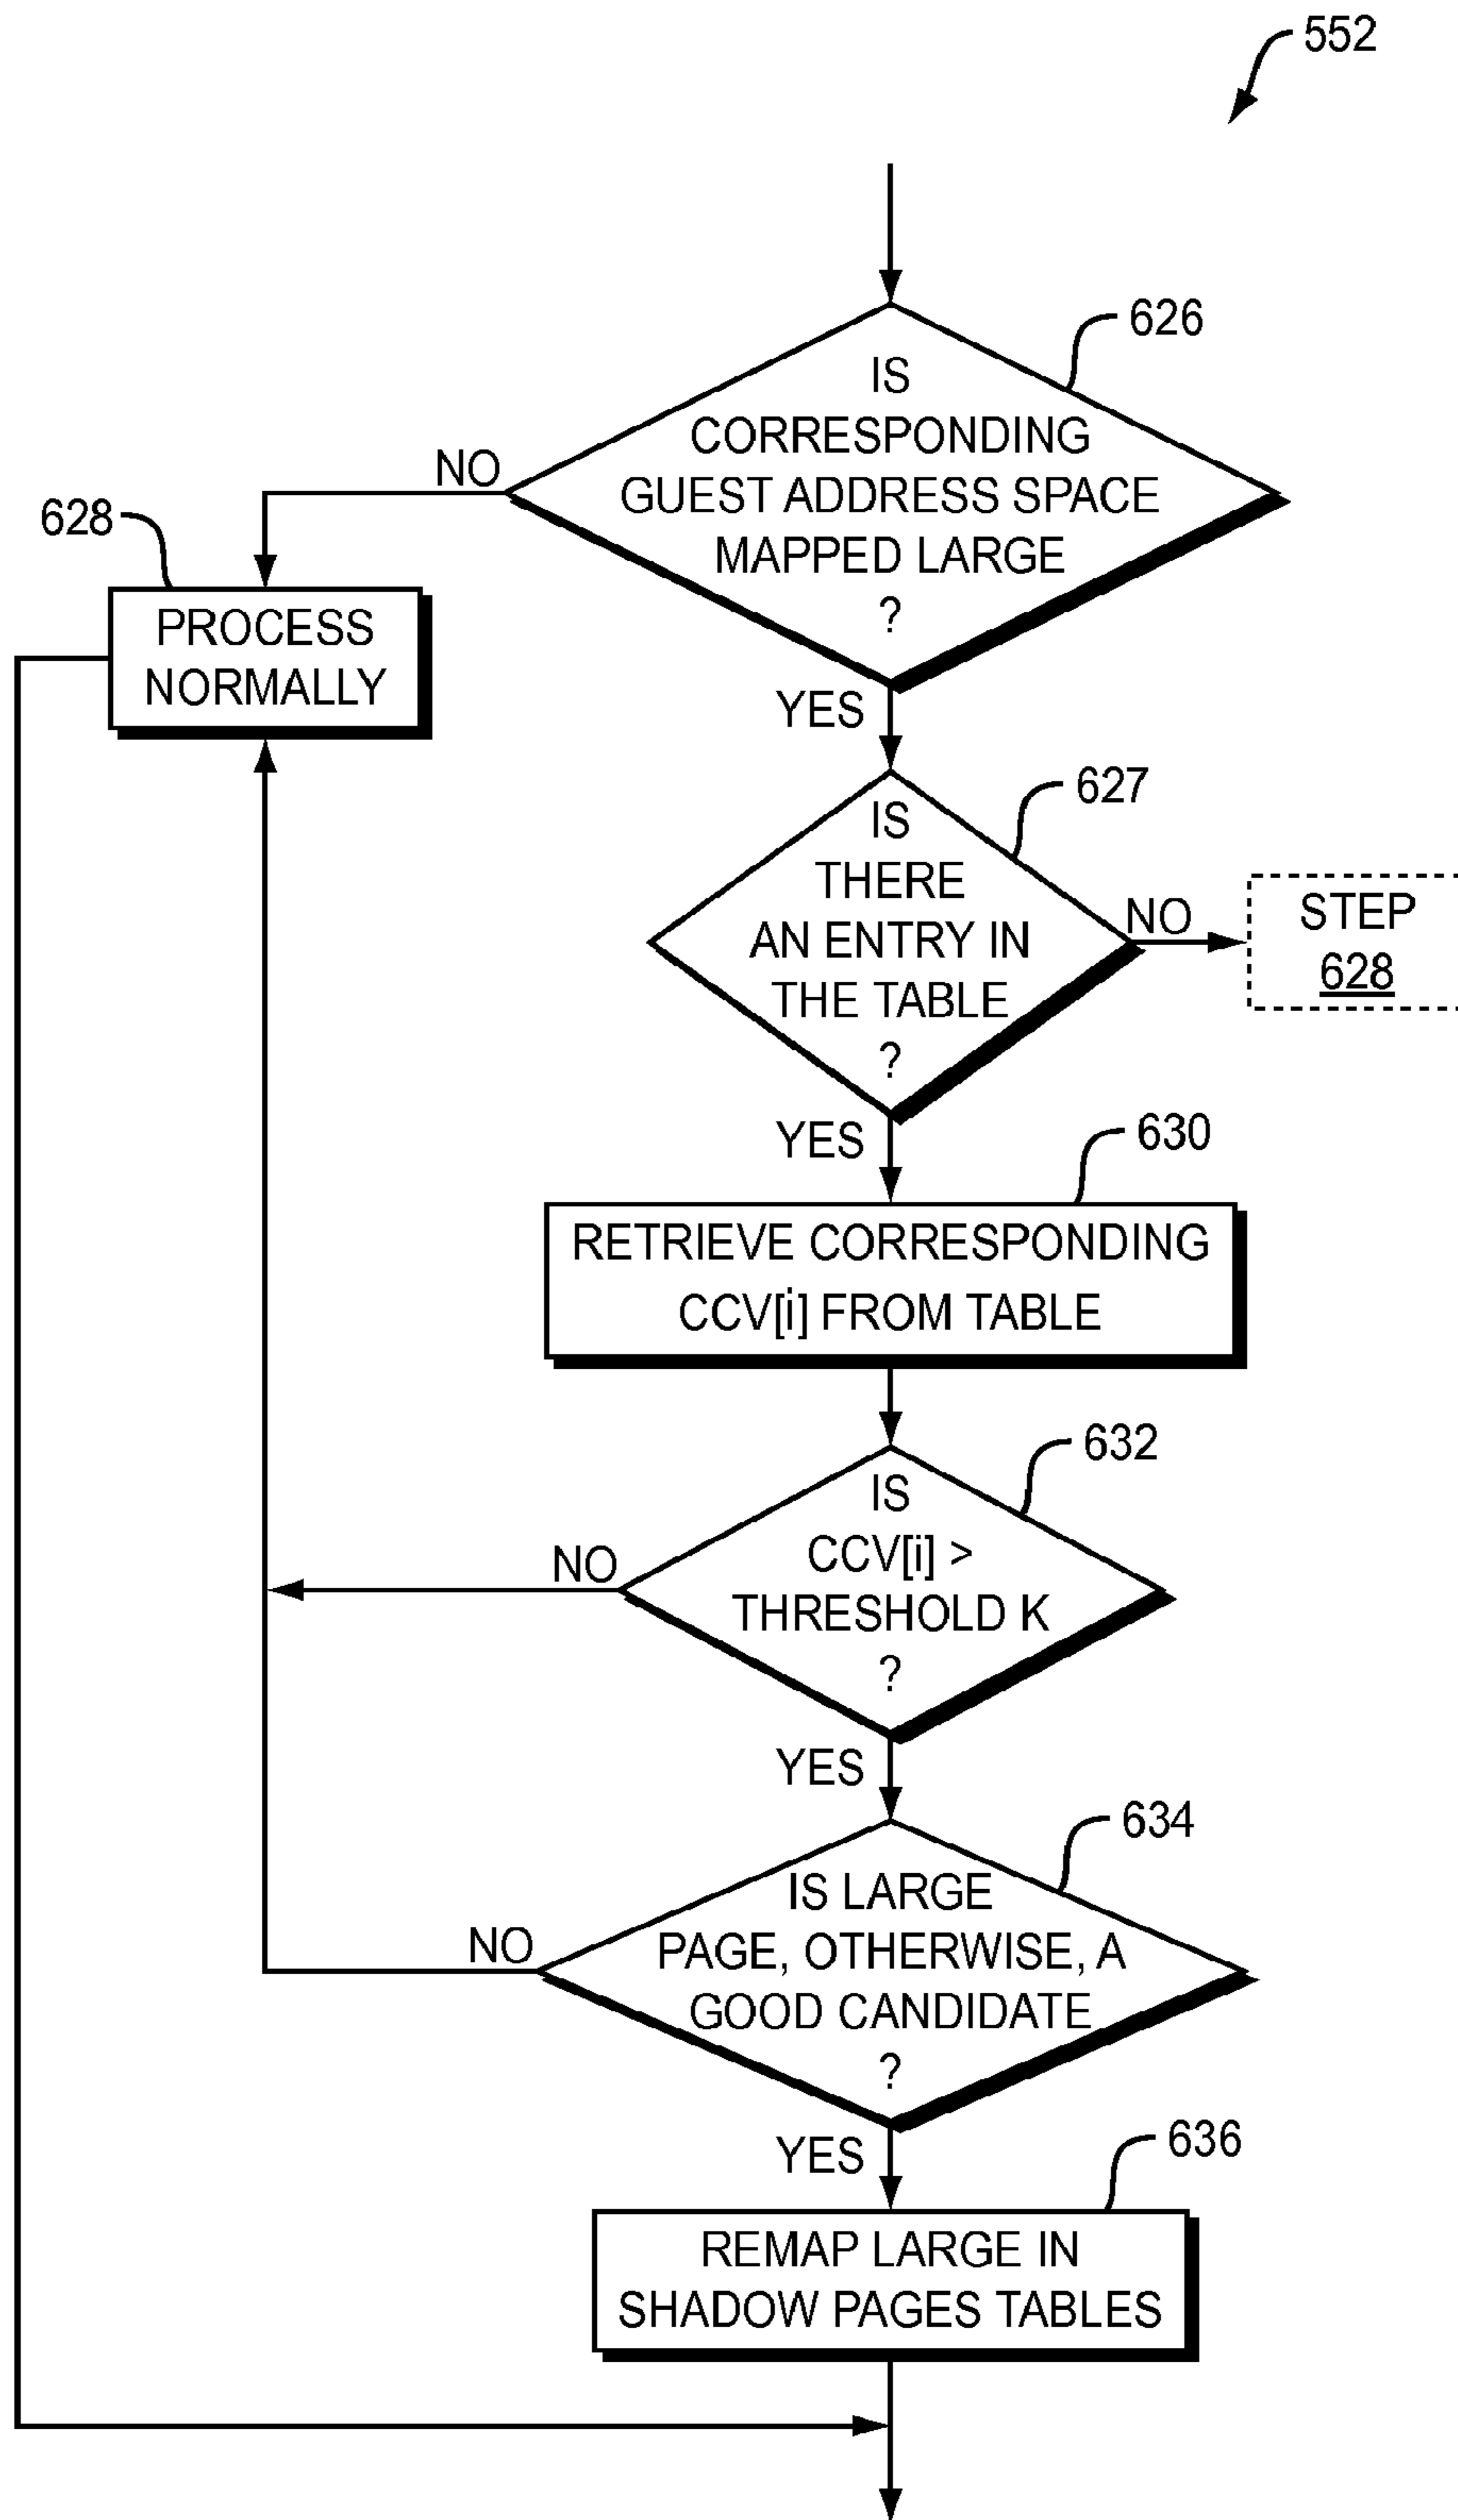 552
626
IS
CORRESPONDING
GUEST ADDRESS SPACE
MAPPED LARGE
?
NO
628
PROCESS
NORMALLY
YES
627
IS
THERE
AN ENTRY IN
THE TABLE
?
NO
STEP
628
YES
630
RETRIEVE CORRESPONDING
CCV[i] FROM TABLE
632
IS
CCV[i] >
THRESHOLD K
?
NO
YES
634
IS LARGE
PAGE, OTHERWISE, A
GOOD CANDIDATE
?
NO
YES
636
REMAP LARGE IN
SHADOW PAGES TABLES